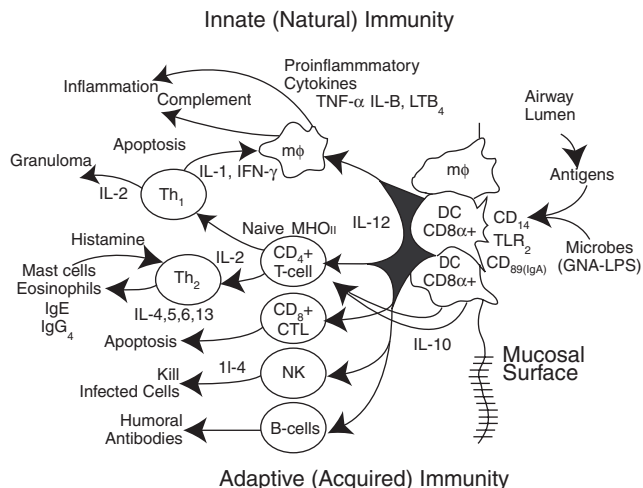 Innate (Natural) Immunity
Proinflammmatory
Cytokines
TNF-α IL-B, LTB4
Inflammation
Complement
Airway
Lumen
Apoptosis
mϕ
mϕ
Antigens
Granuloma
IL-1, IFN-γ
IL-2
Th1
DC
CD8α+
CD14
TLR2
CD89(IgA)
Microbes
(GNA-LPS)
Naive MHOII
IL-12
Histamine
IL-2
CD4+
T-cell
DC
CD8α+
Mast cells
Eosinophils
IgE
IgG4
Th2
IL-4,5,6,13
CD8+
CTL
IL-10
Apoptosis
Mucosal
Surface
Kill
Infected Cells
1l-4
NK
Humoral
Antibodies
B-cells
Adaptive (Acquired) Immunity